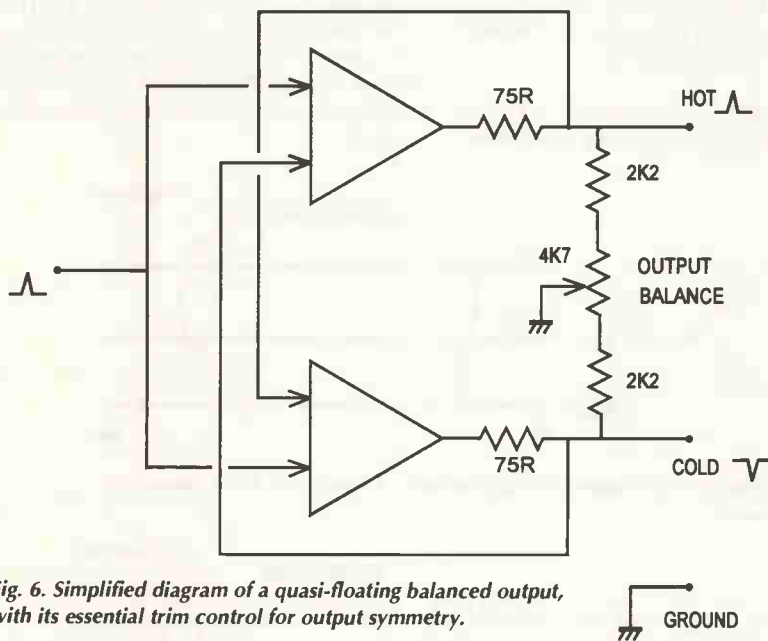 75R
HOT
2K2
4K7
OUTPUT
BALANCE
2K2
75R
COLD
Fig. 6. Simplified diagram of a quasi-floating balanced output,
with its essential trim control for output symmetry.
GROUND